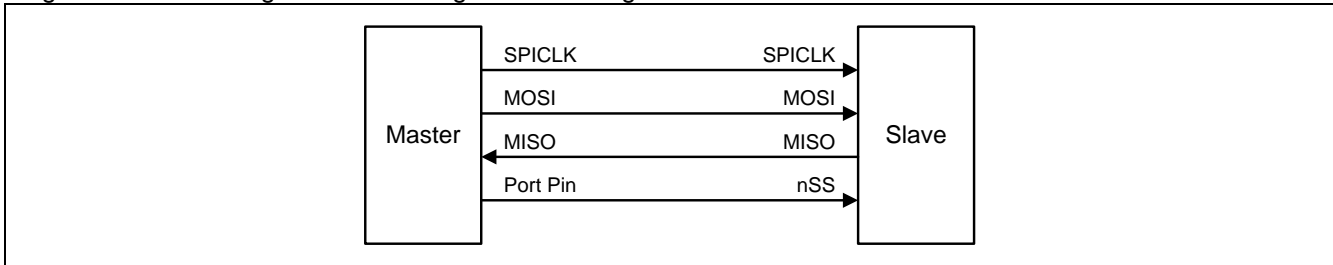 SPICLK SPICLK
MOSI MOSI
Master MISO MISO Slave
Port Pin nSS